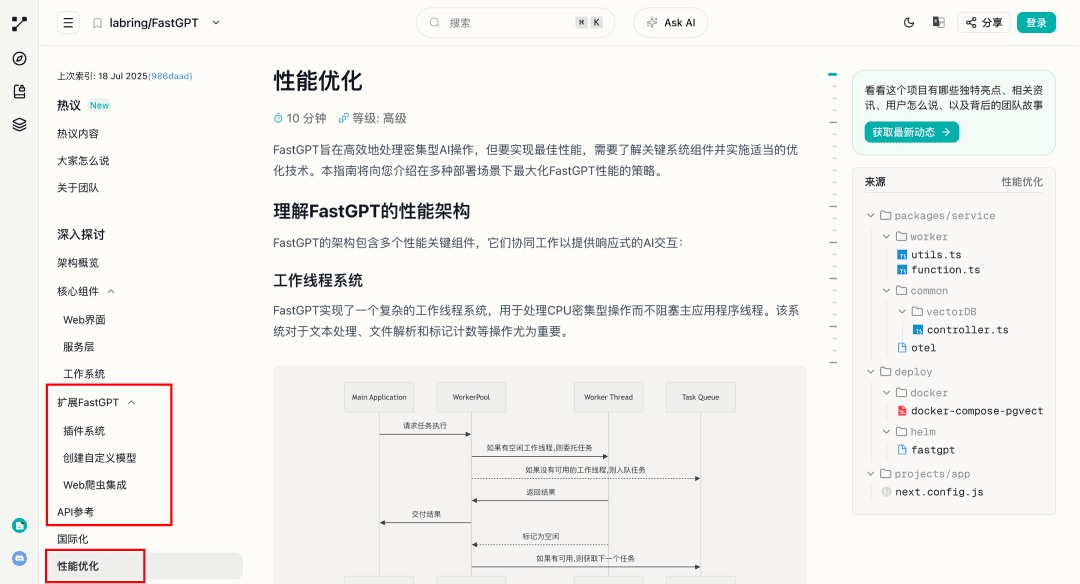 labring/FastGPT
搜索
⌘ K
Ask AI
分享
登录
上次索引: 18 Jul 2025(986daad)
热议 New
热议内容
大家怎么说
关于团队
深入探讨
架构概览
核心组件
Web界面
服务层
工作系统
扩展FastGPT
插件系统
创建自定义模型
Web爬虫集成
API参考
国际化
性能优化
性能优化
10 分钟 等级: 高级
FastGPT旨在高效地处理密集型AI操作，但要实现最佳性能，需要了解关键系统组件并实施适当的优
化技术。本指南将向您介绍在多种部署场景下最大化FastGPT性能的策略。
理解FastGPT的性能架构
FastGPT的架构包含多个性能关键组件，它们协同工作以提供响应式的AI交互：
工作线程系统
FastGPT实现了一个复杂的工作线程系统，用于处理CPU密集型操作而不阻塞主应用程序线程。该系
统对于文本处理、文件解析和标记计数等操作尤为重要。
Main Application
WorkerPool
Worker Thread
Task Queue
请求任务执行
如果有空闲工作线程,则委托任务
如果没有可用的工作线程,则入队任务
返回结果
交付结果
标记为空闲
如果有可用,则获取下一个任务
看看这个项目有哪些独特亮点、相关资
讯、用户怎么说、以及背后的团队故事
获取最新动态 →
来源 性能优化
packages/service
worker
TS utils.ts
TS function.ts
common
vectorDB
TS controller.ts
otel
deploy
docker
docker-compose-pgvect
helm
fastgpt
projects/app
next.config.js